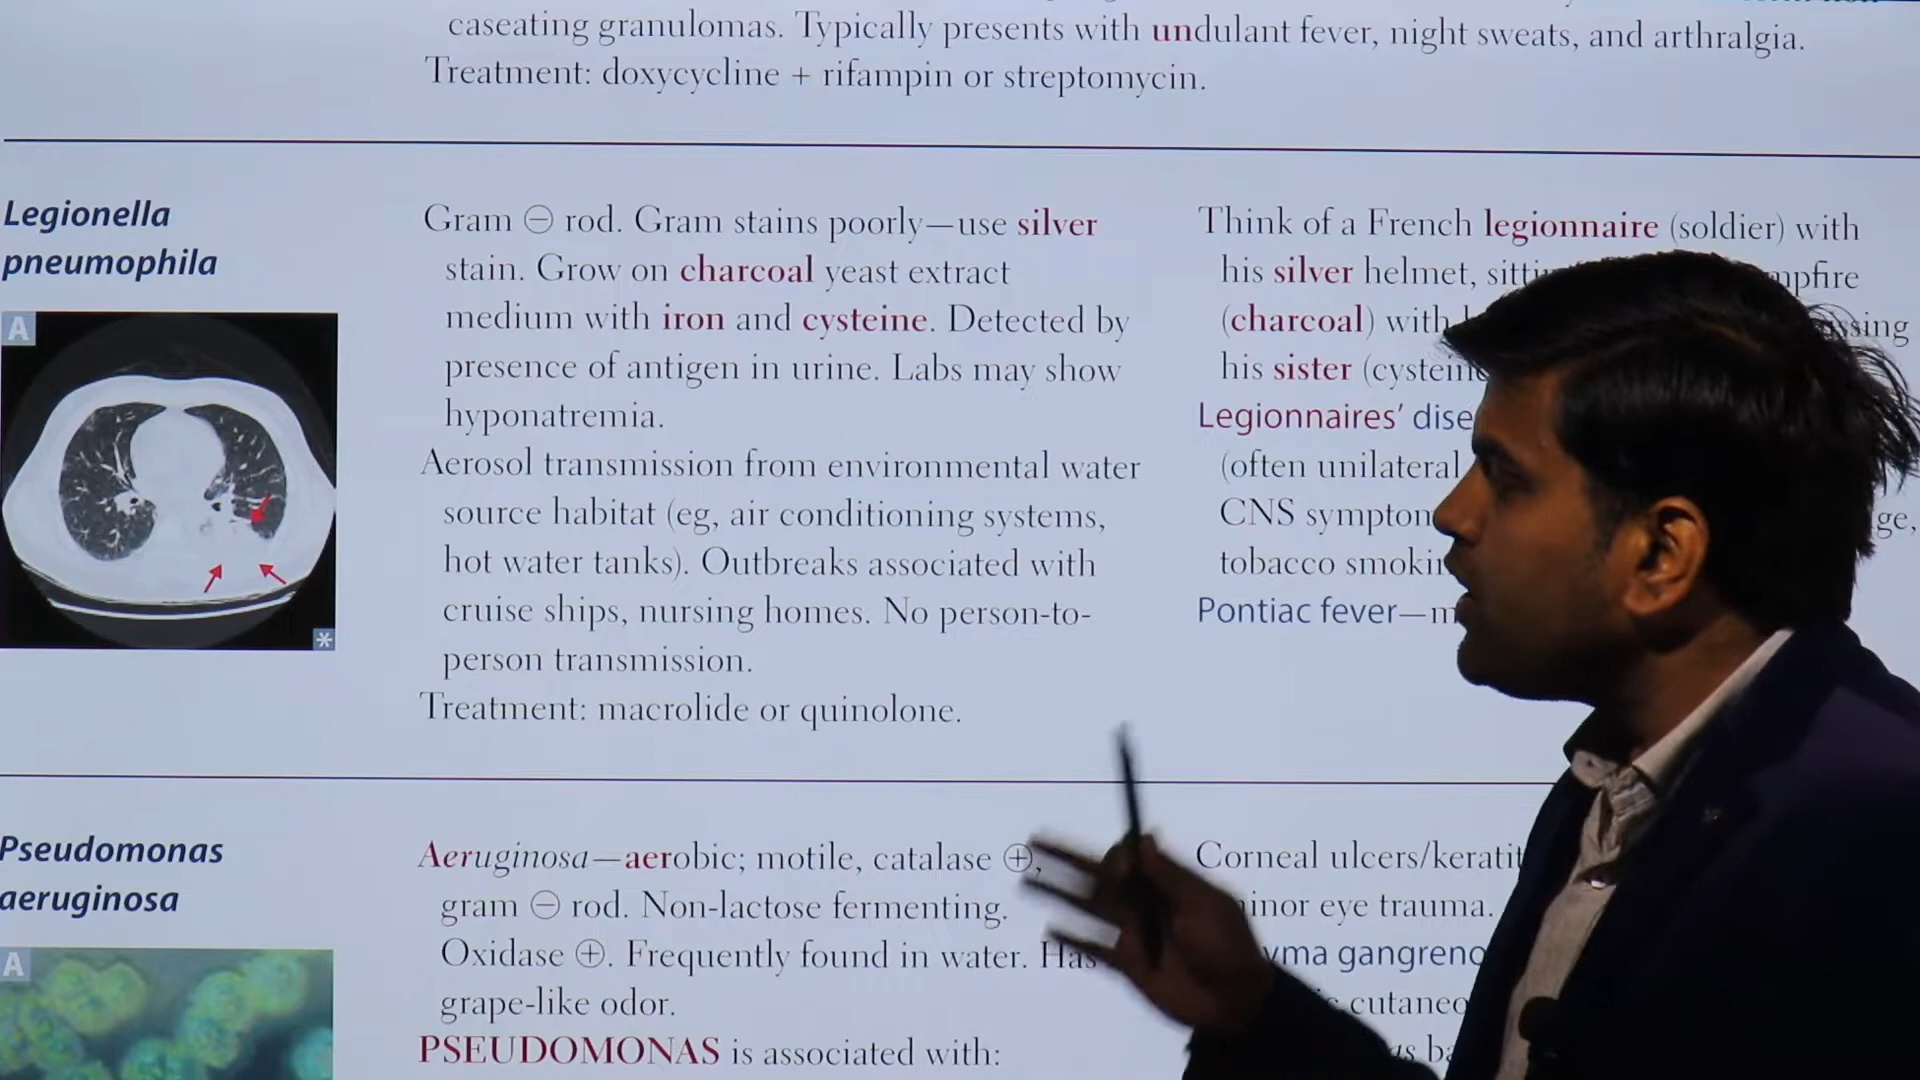 caseating granulomas. Typically presents with undulant fever, night sweats, and arthralgia.
Treatment: doxycycline + rifampin or streptomycin.
Legionella
pneumophila
A
*
Gram ⊖ rod. Gram stains poorly—use silver
stain. Grow on charcoal yeast extract
medium with iron and cysteine. Detected by
presence of antigen in urine. Labs may show
hyponatremia.
Aerosol transmission from environmental water
source habitat (eg, air conditioning systems,
hot water tanks). Outbreaks associated with
cruise ships, nursing homes. No person-to-
person transmission.
Treatment: macrolide or quinolone.
Think of a French legionnaire (soldier) with
his silver helmet,
(charcoal) with
his sister
Legionnaires’
(often unilateral
CNS
tobacco
Pontiac fever—
Pseudomonas
aeruginosa
A
Aeruginosa—aerobic; motile, catalase ⊕,
gram ⊖ rod. Non-lactose fermenting.
Oxidase ⊕. Frequently found in water. Has
grape-like odor.
PSEUDOMONAS is associated with:
Corneal
eye trauma.